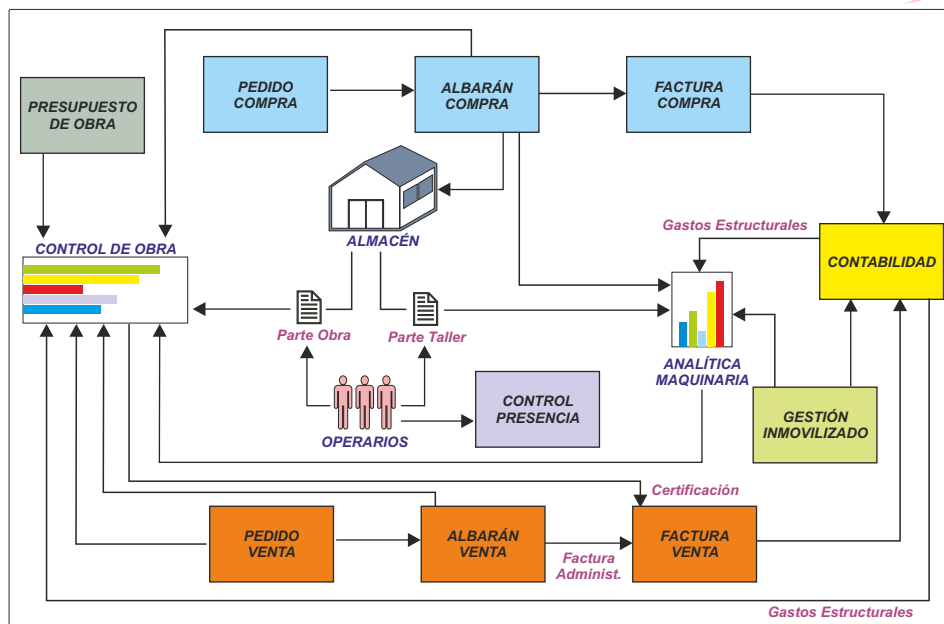 PEDIDO
COMPRA
ALBARÁN
COMPRA
FACTURA
COMPRA
PRESUPUESTO
DE OBRA
ALMACÉN
CONTROL DE OBRA
Gastos Estructurales
CONTABILIDAD
Parte Obra
Parte Taller
ANALÍTICA
MAQUINARIA
OPERARIOS
CONTROL
PRESENCIA
GESTIÓN
INMOVILIZADO
Certificación
PEDIDO
VENTA
ALBARÁN
VENTA
Factura
Administ.
FACTURA
VENTA
Gastos Estructurales